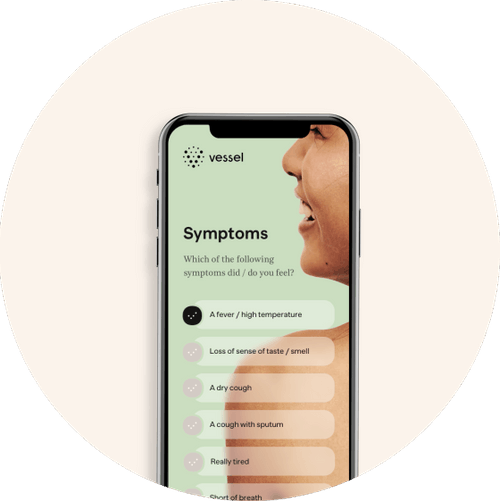 vessel
Symptoms
Which of the following
symptoms did / do you feel?
A fever / high temperature
Loss of sense of taste / smell
A dry cough
A cough with sputum
Really tired
Short of breath